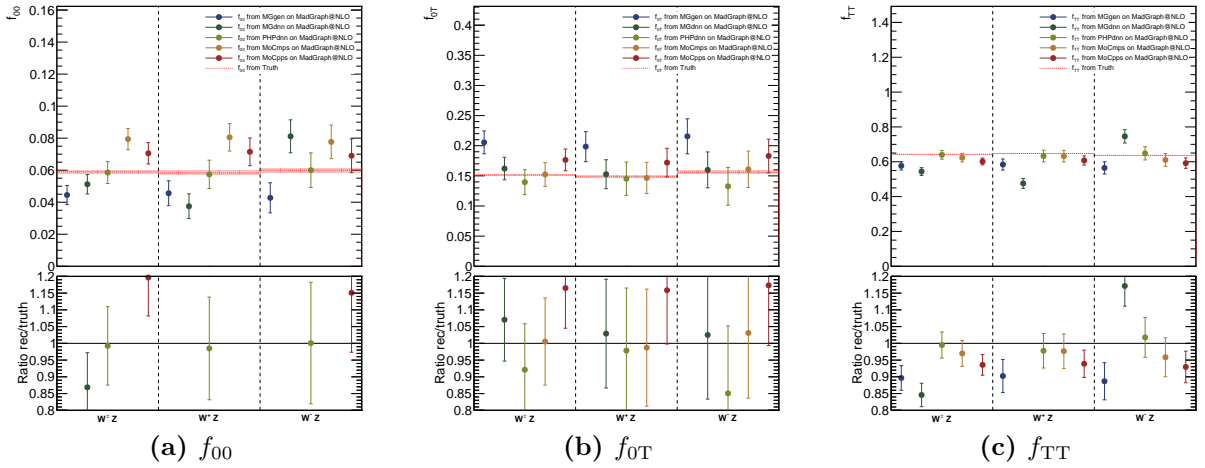 f00
0.16
0.14
0.12
0.1
0.08
0.06
0.04
0.02
0
f00 from MGgen on MadGraph@NLO
f00 from MGdnn on MadGraph@NLO
f00 from PHPdnn on MadGraph@NLO
f00 from MoCmps on MadGraph@NLO
f00 from MoCpps on MadGraph@NLO
f00 from Truth
Ratio rec/truth
1.2
1.15
1.1
1.05
1
0.95
0.9
0.85
0.8
W± Z
W+ Z
W- Z
(a) f00
f0T
0.4
0.35
0.3
0.25
0.2
0.15
0.1
0.05
0
f0T from MGgen on MadGraph@NLO
f0T from MGdnn on MadGraph@NLO
f0T from PHPdnn on MadGraph@NLO
f0T from MoCmps on MadGraph@NLO
f0T from MoCpps on MadGraph@NLO
f0T from Truth
Ratio rec/truth
1.2
1.15
1.1
1.05
1
0.95
0.9
0.85
0.8
W± Z
W+ Z
W- Z
(b) f0T
fTT
1.4
1.2
1
0.8
0.6
0.4
0.2
0
fTT from MGgen on MadGraph@NLO
fTT from MGdnn on MadGraph@NLO
fTT from PHPdnn on MadGraph@NLO
fTT from MoCmps on MadGraph@NLO
fTT from MoCpps on MadGraph@NLO
fTT from Truth
Ratio rec/truth
1.2
1.15
1.1
1.05
1
0.95
0.9
0.85
0.8
W± Z
W+ Z
W- Z
(c) fTT